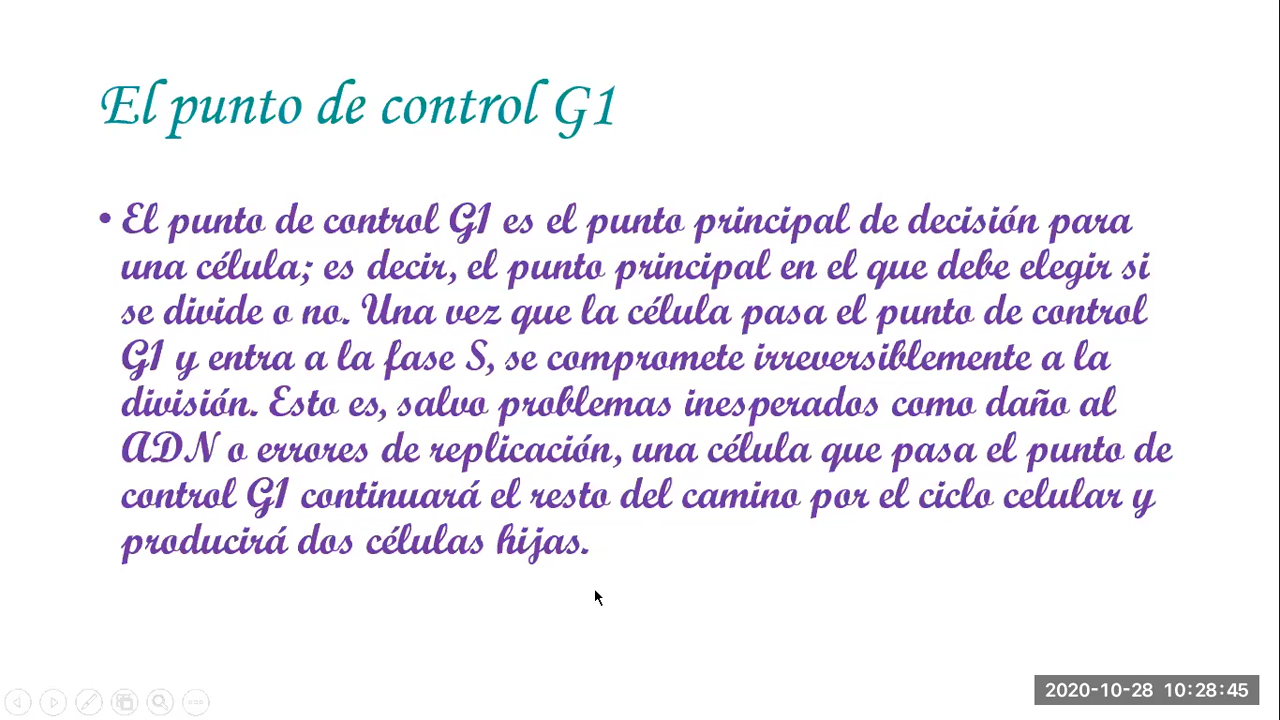 El punto de control G1
• El punto de control G1 es el punto principal de decisión para
una célula; es decir, el punto principal en el que debe elegir si
se divide o no. Una vez que la célula pasa el punto de control
G1 y entra a la fase S, se compromete irreversiblemente a la
división. Esto es, salvo problemas inesperados como daño al
ADN o errores de replicación, una célula que pasa el punto de
control G1 continuará el resto del camino por el ciclo celular y
producirá dos células hijas.
2020-10-28 10:28:45